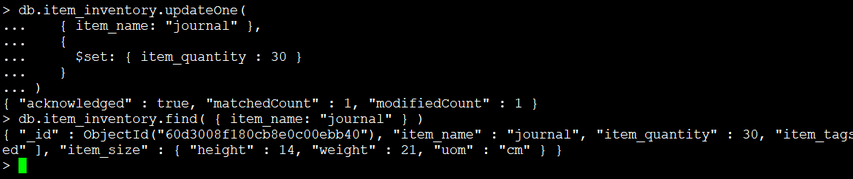 > db.item_inventory.updateOne(
...    { item_name: "journal" },
...    {
...      $set: { item_quantity : 30 }
...    }
... )
{ "acknowledged" : true, "matchedCount" : 1, "modifiedCount" : 1 }
> db.item_inventory.find( { item_name: "journal" } )
{ "_id" : ObjectId("60d3008f180cb8e0c00ebb40"), "item_name" : "journal", "item_quantity" : 30, "item_tags
ed" ], "item_size" : { "height" : 14, "weight" : 21, "uom" : "cm" } }
>